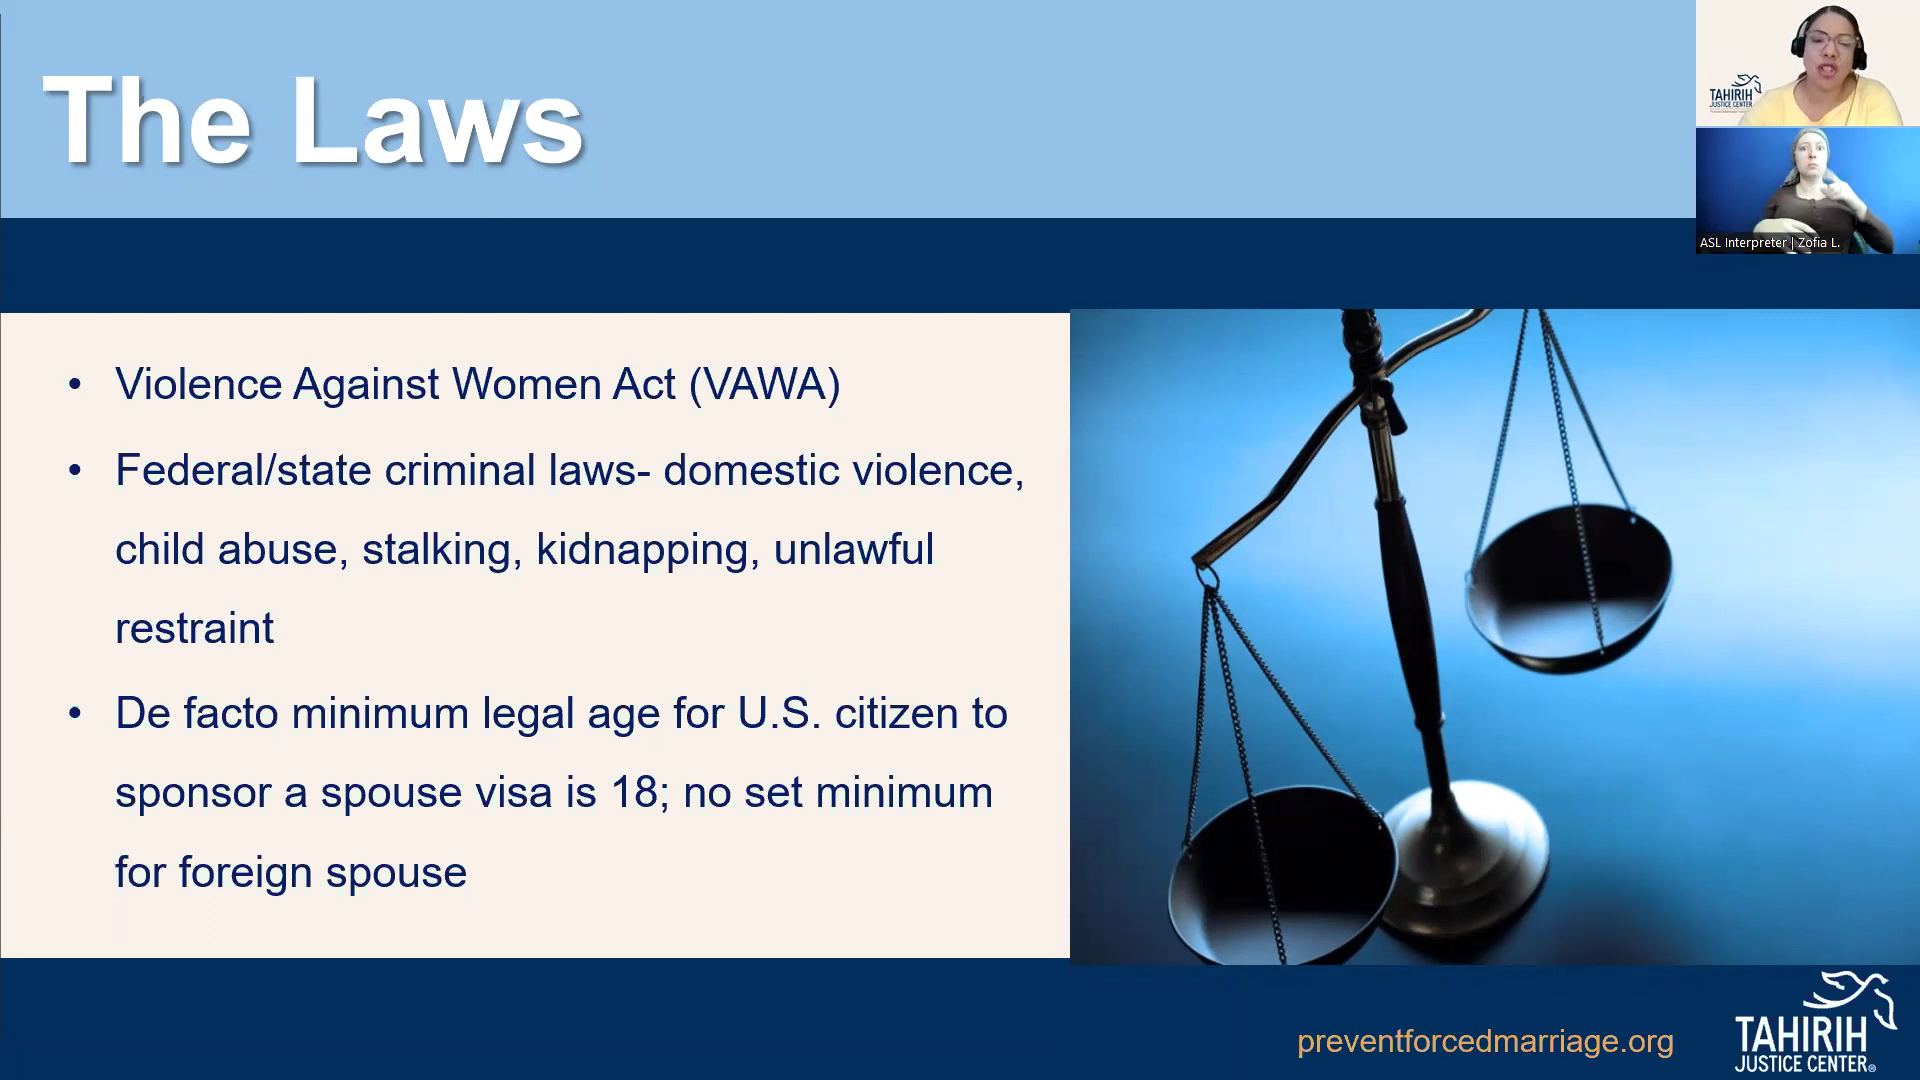 The Laws
TAHIRIH
JUSTICE CENTER
ASL Interpreter | Zofia L.
• Violence Against Women Act (VAWA)
• Federal/state criminal laws- domestic violence,
child abuse, stalking, kidnapping, unlawful
restraint
• De facto minimum legal age for U.S. citizen to
sponsor a spouse visa is 18; no set minimum
for foreign spouse
preventforcedmarriage.org
TAHIRIH
JUSTICE CENTER®